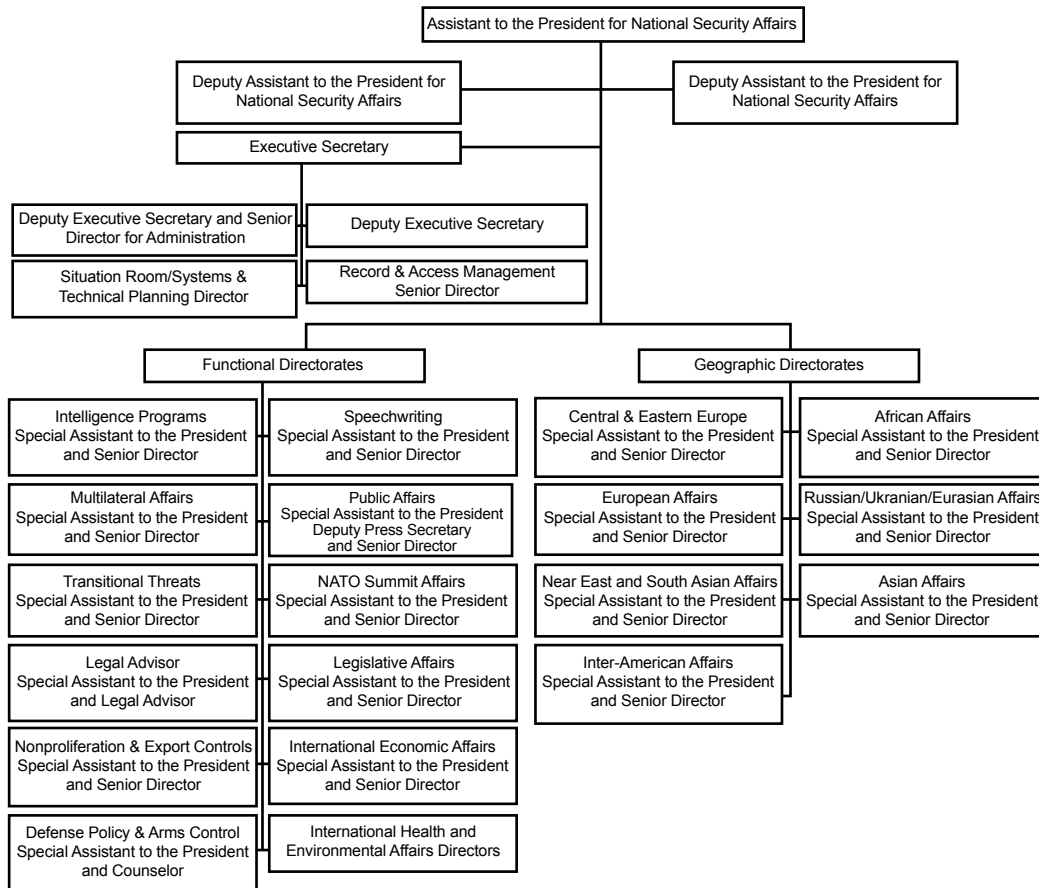 Assistant to the President for National Security Affairs
Deputy Assistant to the President for
National Security Affairs
Deputy Assistant to the President for
National Security Affairs
Executive Secretary
Deputy Executive Secretary and Senior
Director for Administration
Deputy Executive Secretary
Situation Room/Systems &
Technical Planning Director
Record & Access Management
Senior Director
Functional Directorates
Geographic Directorates
Intelligence Programs
Special Assistant to the President
and Senior Director
Speechwriting
Special Assistant to the President
and Senior Director
Multilateral Affairs
Special Assistant to the President
and Senior Director
Public Affairs
Special Assistant to the President
Deputy Press Secretary
and Senior Director
Transitional Threats
Special Assistant to the President
and Senior Director
NATO Summit Affairs
Special Assistant to the President
and Senior Director
Legal Advisor
Special Assistant to the President
and Legal Advisor
Legislative Affairs
Special Assistant to the President
and Senior Director
Nonproliferation & Export Controls
Special Assistant to the President
and Senior Director
International Economic Affairs
Special Assistant to the President
and Senior Director
Defense Policy & Arms Control
Special Assistant to the President
and Counselor
International Health and
Environmental Affairs Directors
Central & Eastern Europe
Special Assistant to the President
and Senior Director
African Affairs
Special Assistant to the President
and Senior Director
European Affairs
Special Assistant to the President
and Senior Director
Russian/Ukranian/Eurasian Affairs
Special Assistant to the President
and Senior Director
Near East and South Asian Affairs
Special Assistant to the President
and Senior Director
Asian Affairs
Special Assistant to the President
and Senior Director
Inter-American Affairs
Special Assistant to the President
and Senior Director